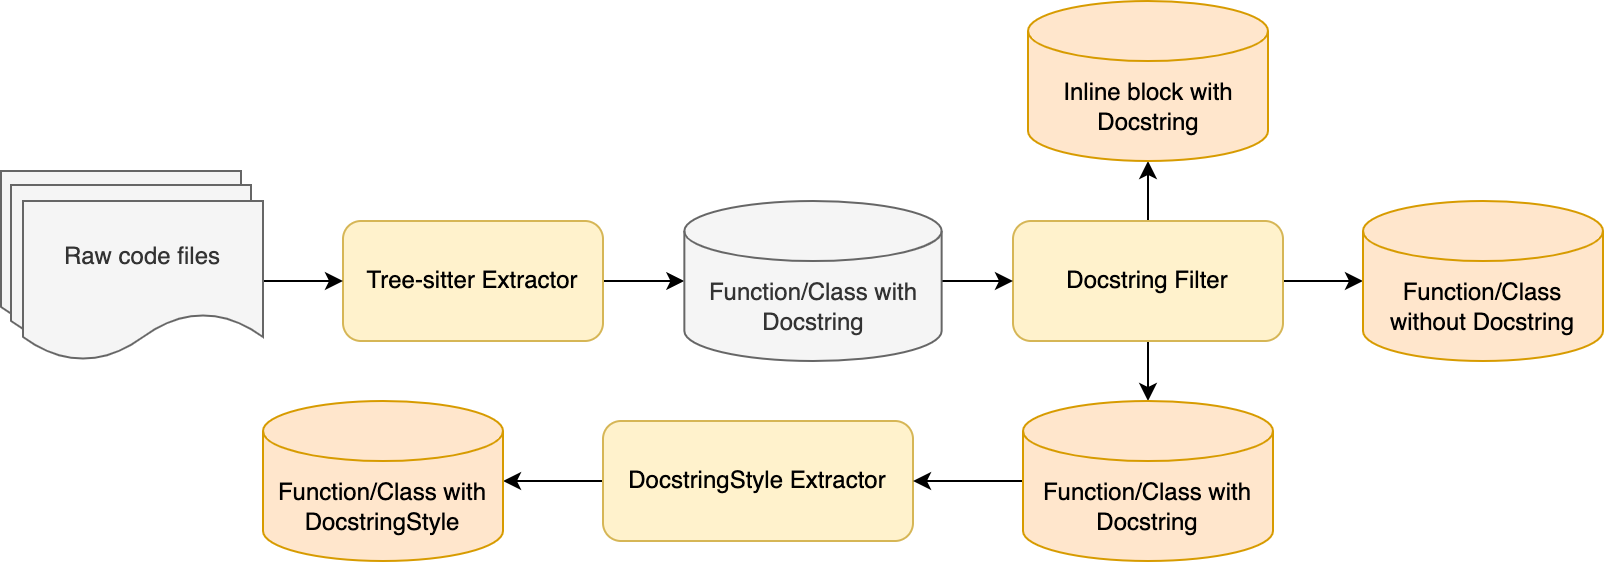 Inline block with
Docstring
Raw code files
Tree-sitter Extractor
Function/Class with
Docstring
Docstring Filter
Function/Class
without Docstring
Function/Class with
DocstringStyle
DocstringStyle Extractor
Function/Class with
Docstring